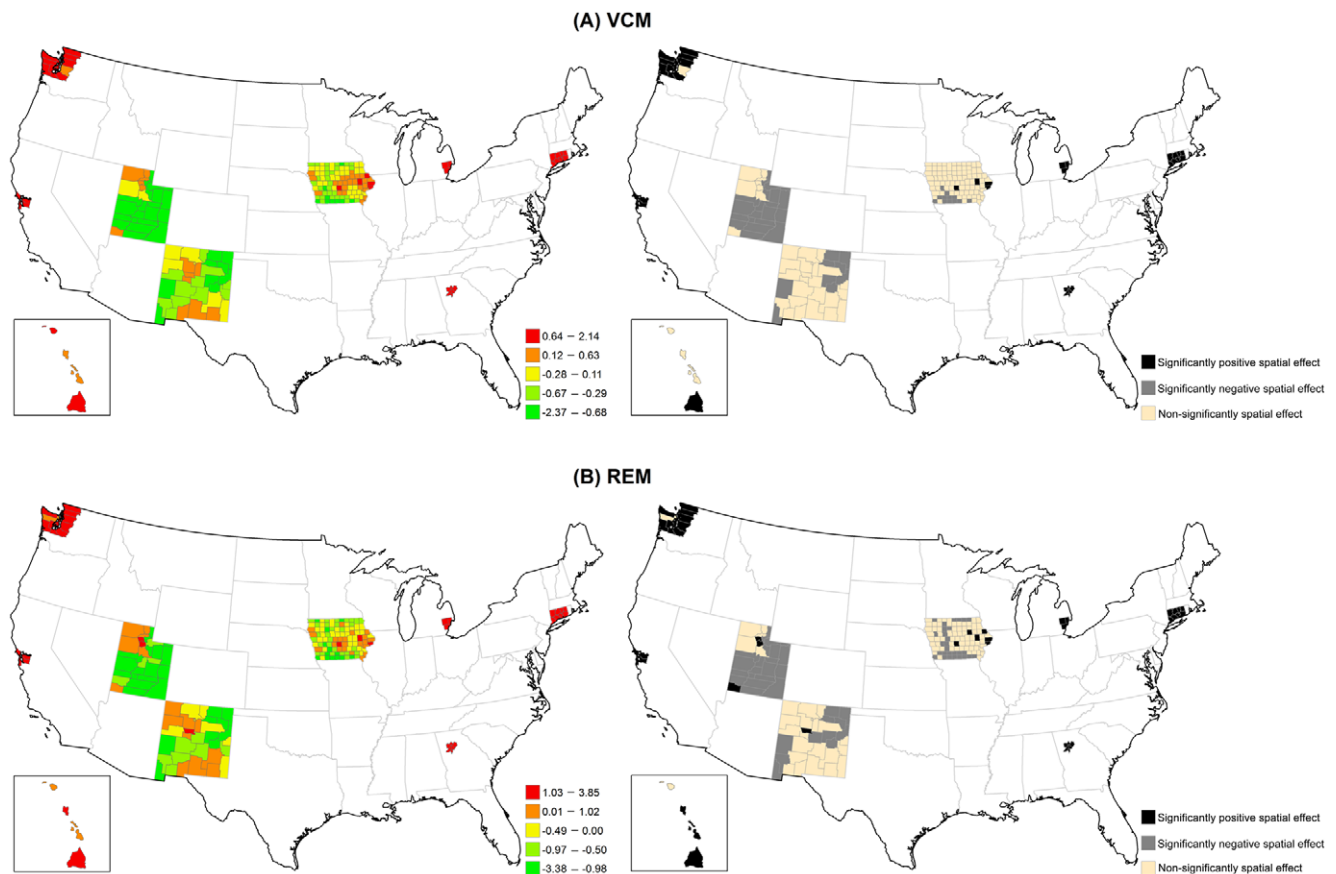 (A) VCM
0.64 – 2.14
0.12 – 0.63
-0.28 – 0.11
-0.67 – -0.29
-2.37 – -0.68
Significantly positive spatial effect
Significantly negative spatial effect
Non-significantly spatial effect
(B) REM
1.03 – 3.85
0.01 – 1.02
-0.49 – 0.00
-0.97 – -0.50
-3.38 – -0.98
Significantly positive spatial effect
Significantly negative spatial effect
Non-significantly spatial effect